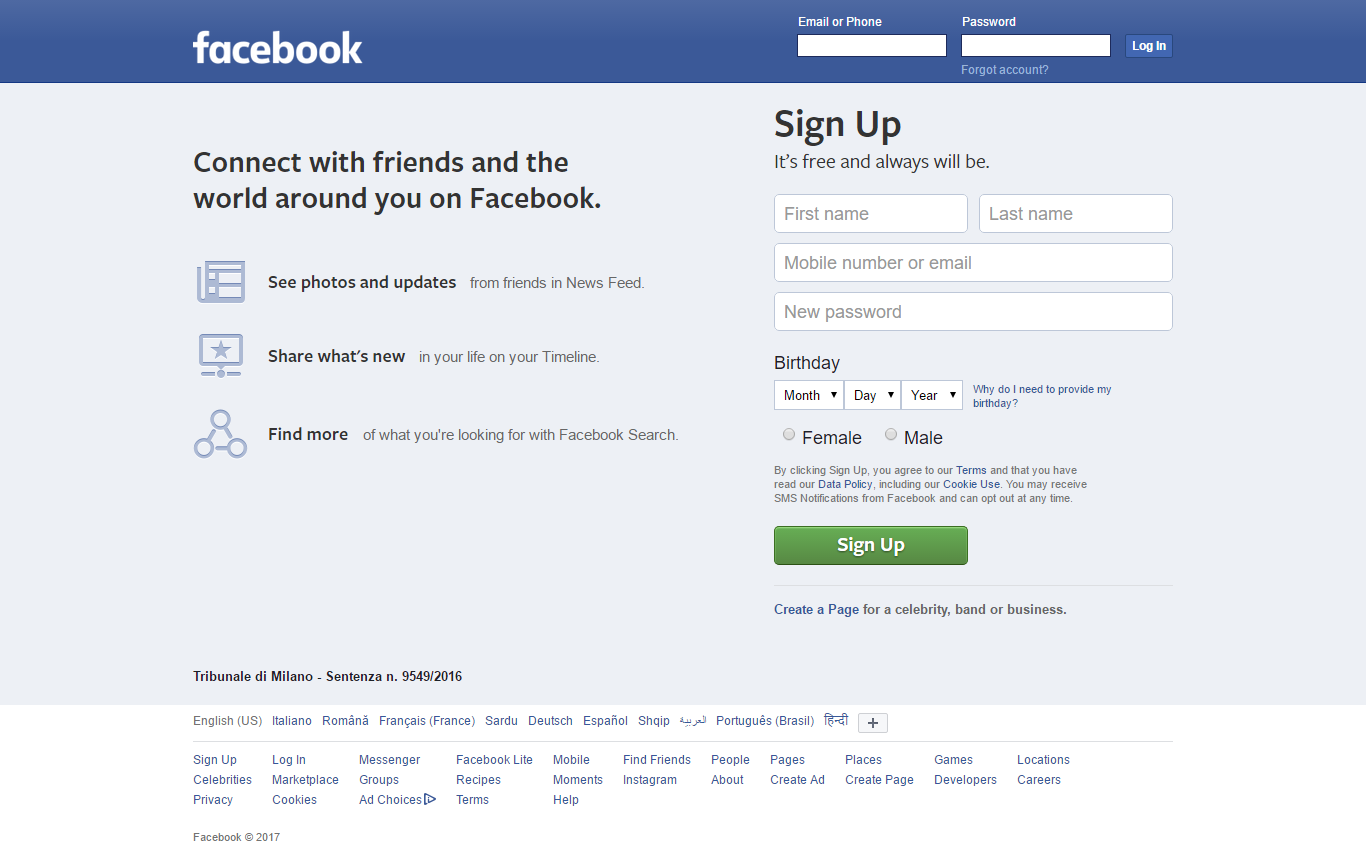 facebook
Email or Phone
Password
Log In
Forgot account?
Connect with friends and the
world around you on Facebook.
See photos and updates from friends in News Feed.
Share what's new in your life on your Timeline.
Find more of what you're looking for with Facebook Search.
Sign Up
It's free and always will be.
First name Last name
Mobile number or email
New password
Birthday
Month Day Year
Why do I need to provide my
birthday?
Female Male
By clicking Sign Up, you agree to our Terms and that you have
read our Data Policy, including our Cookie Use. You may receive
SMS Notifications from Facebook and can opt out at any time.
Sign Up
Create a Page for a celebrity, band or business.
Tribunale di Milano - Sentenza n. 9549/2016
English (US) Italiano Română Français (France) Sardu Deutsch Español Shqip العربية Português (Brasil) हिन्दी +
Sign Up Log In Messenger Facebook Lite Mobile Find Friends People Pages Places Games Locations
Celebrities Marketplace Groups Recipes Moments Instagram About Create Ad Create Page Developers Careers
Privacy Cookies Ad Choices Terms Help
Facebook © 2017